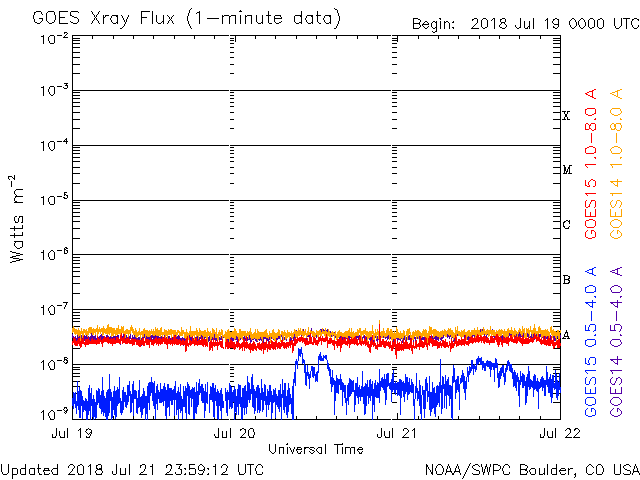 GOES Xray Flux (1-minute data)
Begin: 2018 Jul 19 0000 UTC
10⁻²
10⁻³
10⁻⁴
10⁻⁵
10⁻⁶
10⁻⁷
10⁻⁸
10⁻⁹
Watts m⁻²
X
M
C
B
A
GOES15 1.0-8.0 A
GOES14 1.0-8.0 A
GOES15 0.5-4.0 A
GOES14 0.5-4.0 A
Jul 19 Jul 20 Jul 21 Jul 22
Universal Time
Updated 2018 Jul 21 23:59:12 UTC
NOAA/SWPC Boulder, CO USA